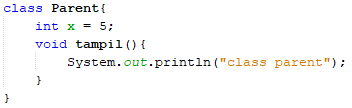 class Parent{
    int x = 5;
    void tampil(){
        System.out.println("class parent");
    }
}